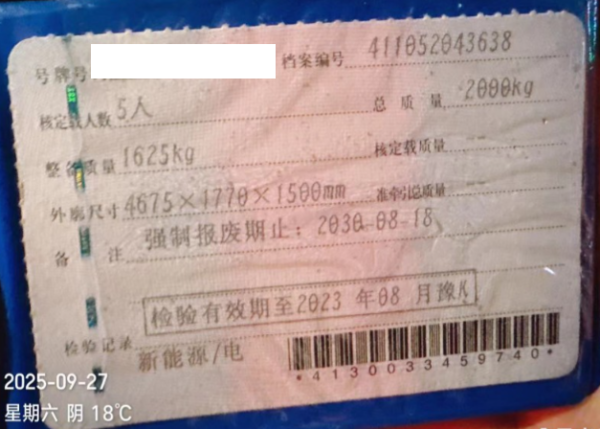 号牌号
档案编号 411052043638
核定载人数 5人
总质量 2000kg
整备质量 1625kg
核定载质量
外廓尺寸 4675×1770×1500mm
准牵引总质量
备注 强制报废期止：2030-08-18
检验有效期至2023 年08 月豫K
检验记录
新能源/电
*4130033459740*
2025-09-27
星期六 阴 18℃